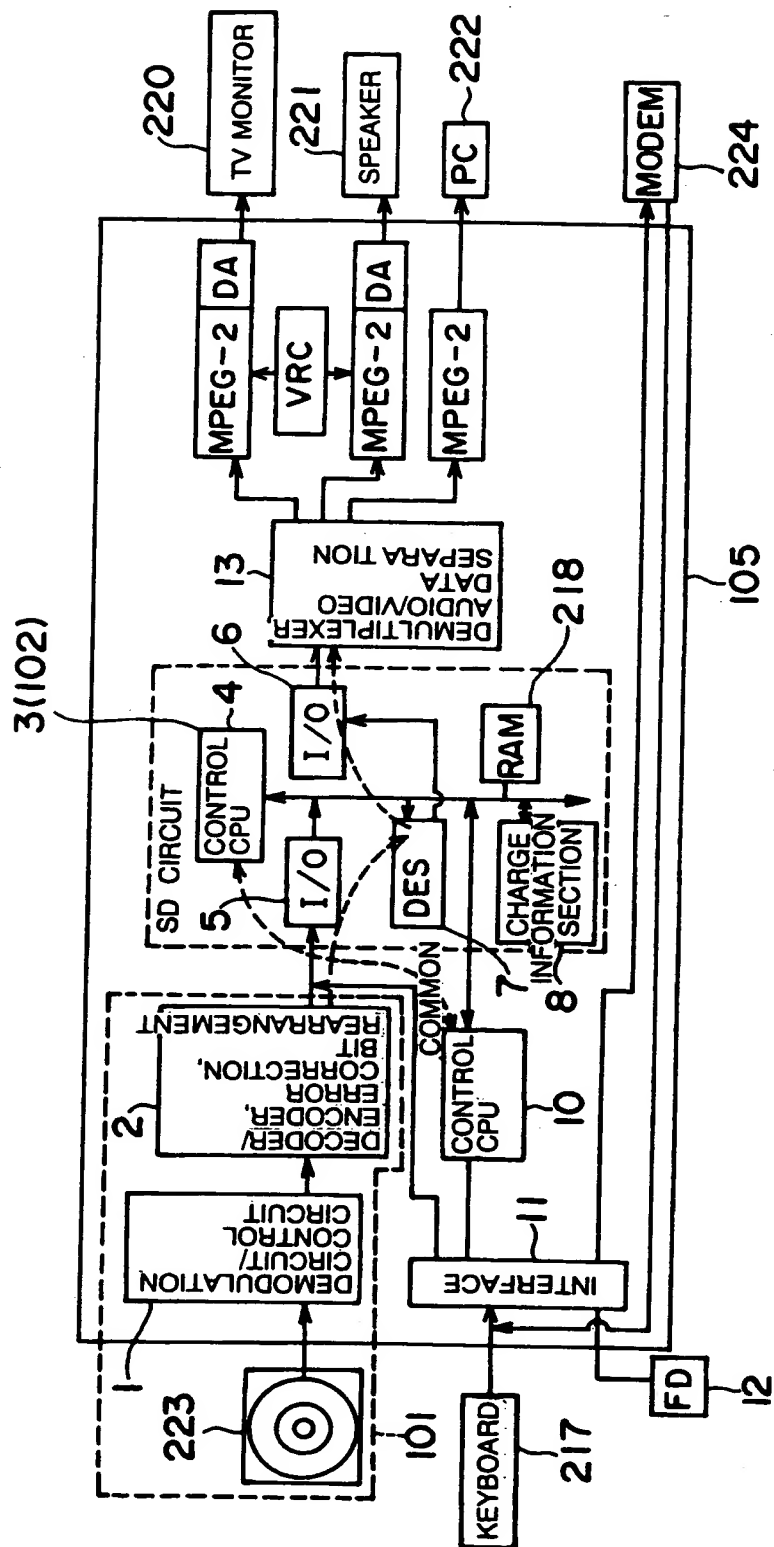 3(102)
SD CIRCUIT
CONTROL
CPU
4
I/O
5
I/O
6
DES
7
CHARGE
INFORMATION
SECTION
8
RAM
218
DEMODULATION
CIRCUIT/
CONTROL
CIRCUIT
1
DECODER/
ENCODER,
ERROR
CORRECTION,
BIT
REARRANGEMENT
2
223
101
COMMON
CONTROL
CPU
10
INTERFACE
11
KEYBOARD
217
FD
12
DEMULTIPLEXER
AUDIO/VIDEO
DATA
SEPARATION
13
MPEG-2
DA
VRC
MPEG-2
DA
MPEG-2
TV MONITOR
220
SPEAKER
221
PC
222
MODEM
224
105